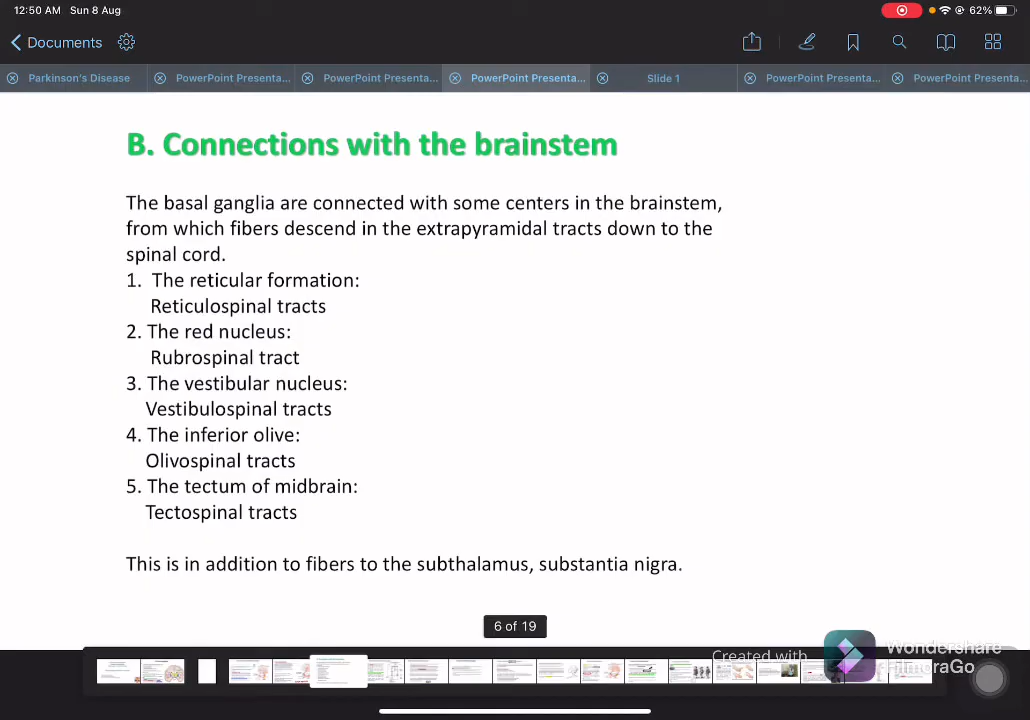 12:50 AM Sun 8 Aug 62%
Documents
Parkinson's Disease PowerPoint Presenta... PowerPoint Presenta... PowerPoint Presenta... Slide 1 PowerPoint Presenta... PowerPoint Presenta...
B. Connections with the brainstem
The basal ganglia are connected with some centers in the brainstem,
from which fibers descend in the extrapyramidal tracts down to the
spinal cord.
1. The reticular formation:
Reticulospinal tracts
2. The red nucleus:
Rubrospinal tract
3. The vestibular nucleus:
Vestibulospinal tracts
4. The inferior olive:
Olivospinal tracts
5. The tectum of midbrain:
Tectospinal tracts
This is in addition to fibers to the subthalamus, substantia nigra.
6 of 19
Created with
Wondershare
FilmoraGo